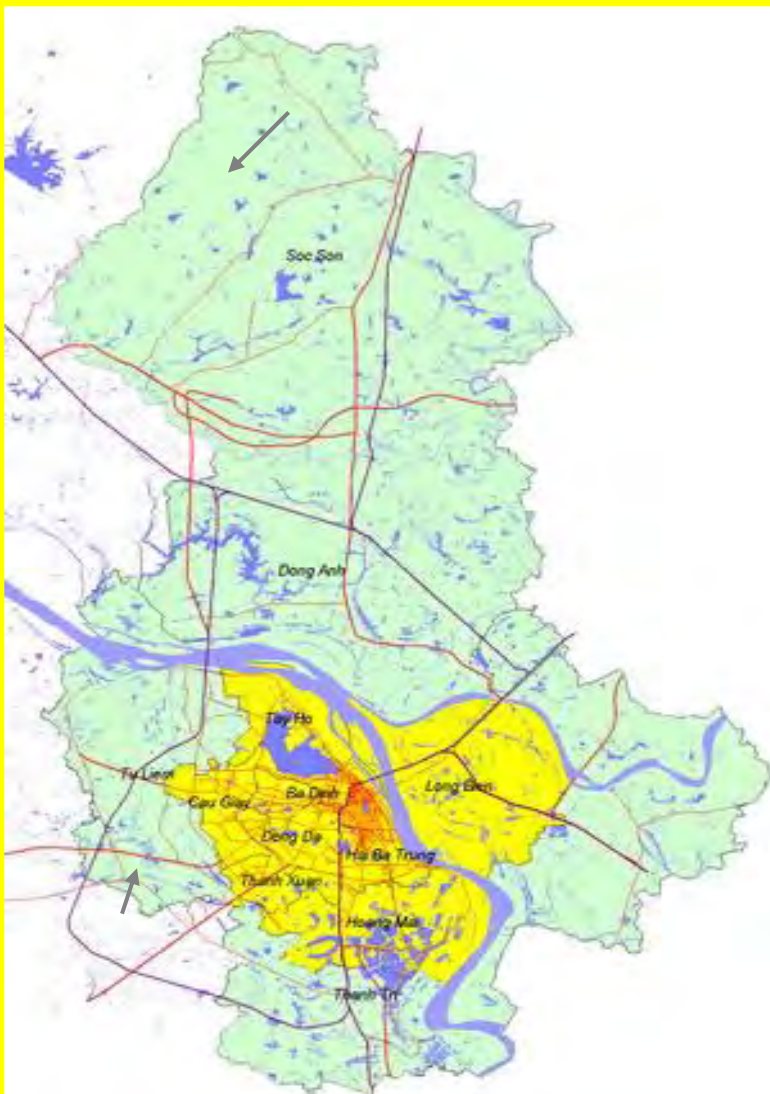 Soc Son
Dong Anh
Tay Ho
Tu Liem
Long Bien
Cau Giay
Ba Dinh
Dong Da
Hai Ba Trung
Thanh Xuan
Hoang Mai
Thanh Tri